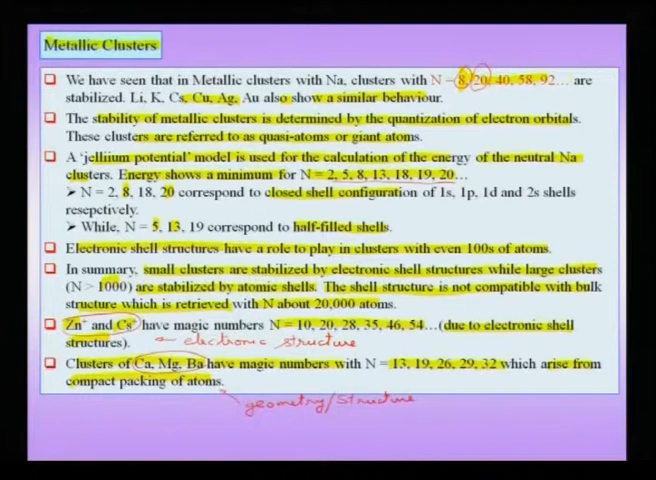 Metallic Clusters
We have seen that in Metallic clusters with Na, clusters with N = 8, 20, 40, 58, 92... are
stabilized. Li, K, Cs, Cu, Ag, Au also show a similar behaviour.
The stability of metallic clusters is determined by the quantization of electron orbitals.
These clusters are referred to as quasi-atoms or giant atoms.
A 'jelliium potential' model is used for the calculation of the energy of the neutral Na
clusters. Energy shows a minimum for N = 2, 5, 8, 13, 18, 19, 20...
➢ N = 2, 8, 18, 20 correspond to closed shell configuration of 1s, 1p, 1d and 2s shells
resepctively.
➢ While, N = 5, 13, 19 correspond to half-filled shells.
Electronic shell structures have a role to play in clusters with even 100s of atoms.
In summary, small clusters are stabilized by electronic shell structures while large clusters
(N > 1000) are stabilized by atomic shells. The shell structure is not compatible with bulk
structure which is retrieved with N about 20,000 atoms.
Zn⁺ and Cs⁺ have magic numbers N = 10, 20, 28, 35, 46, 54...(due to electronic shell
structures). ← electronic structure
Clusters of Ca, Mg, Ba have magic numbers with N = 13, 19, 26, 29, 32 which arise from
compact packing of atoms.
geometry/structure